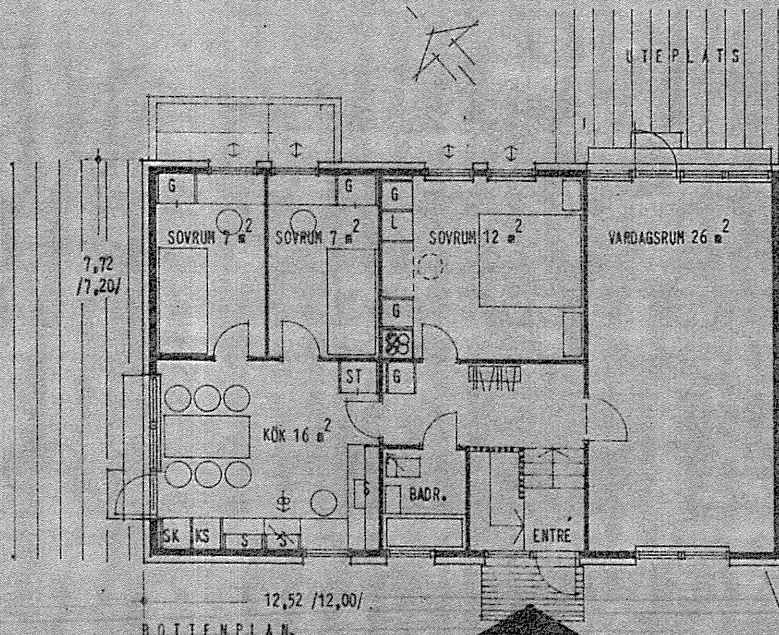 UTEPLATS
G
G
G
L
SOVRUM 7 m²
SOVRUM 7 m²
SOVRUM 12 m²
VARDAGSRUM 26 m²
7,72
/7,20/
G
ST
G
KÖK 16 m²
S
BADR.
SK
KS
S
S
ENTRÉ
12,52 /12,00/
BOTTENPLAN.